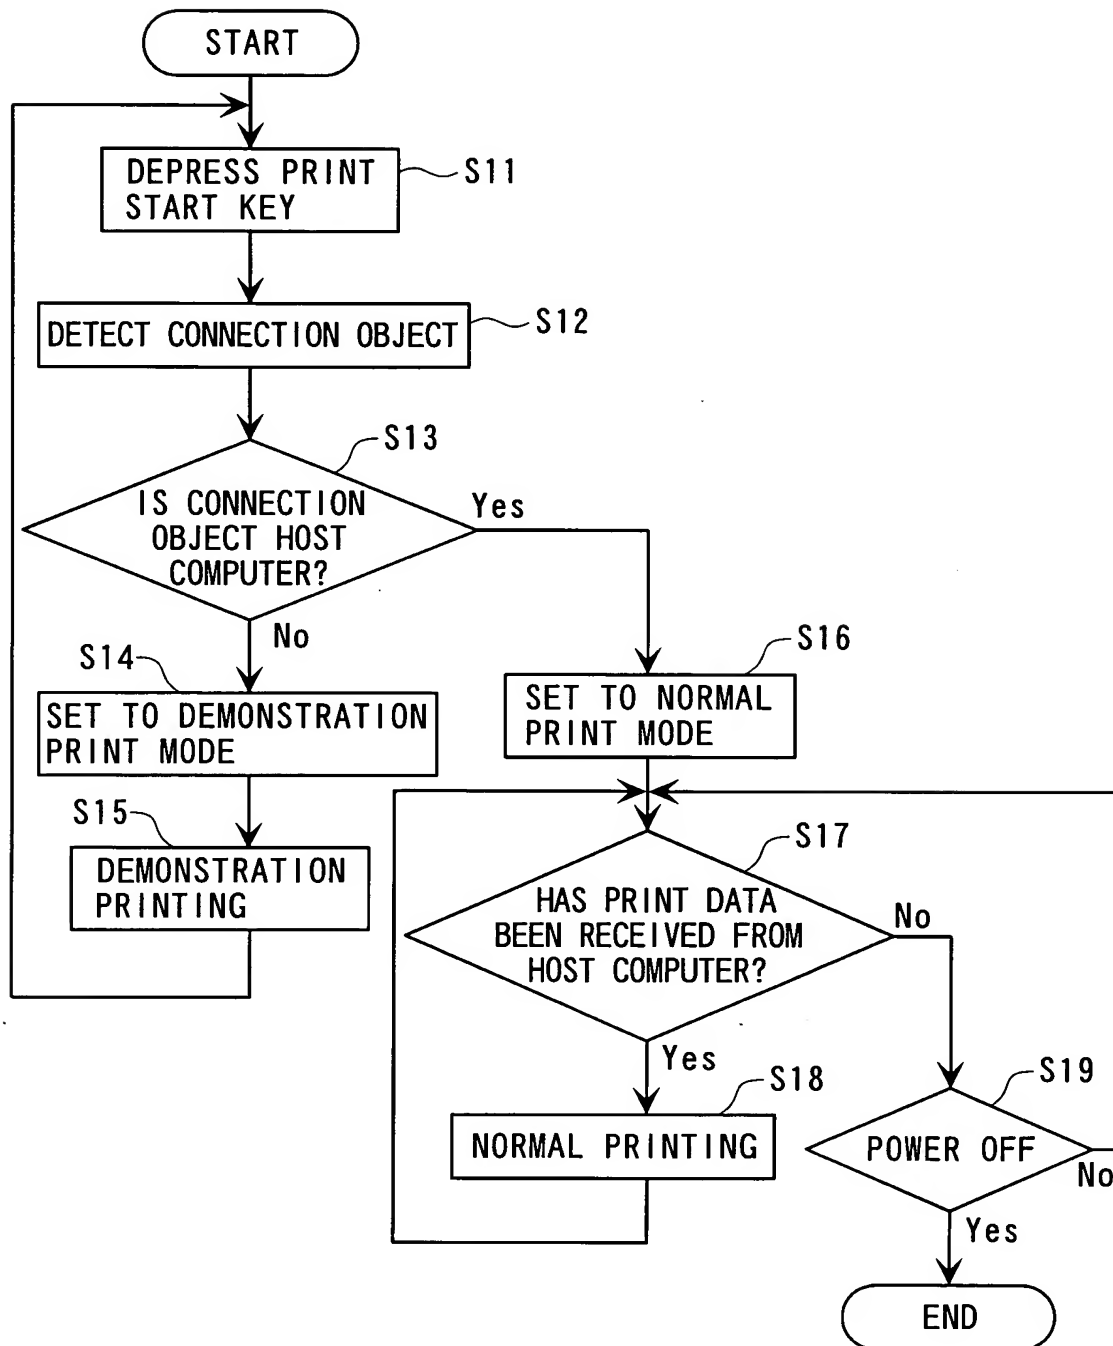 START
DEPRESS PRINT
START KEY
S11
DETECT CONNECTION OBJECT
S12
S13
IS CONNECTION
OBJECT HOST
COMPUTER?
Yes
No
S14
SET TO DEMONSTRATION
PRINT MODE
S15
DEMONSTRATION
PRINTING
S16
SET TO NORMAL
PRINT MODE
S17
HAS PRINT DATA
BEEN RECEIVED FROM
HOST COMPUTER?
No
Yes
S18
NORMAL PRINTING
S19
POWER OFF
No
Yes
END